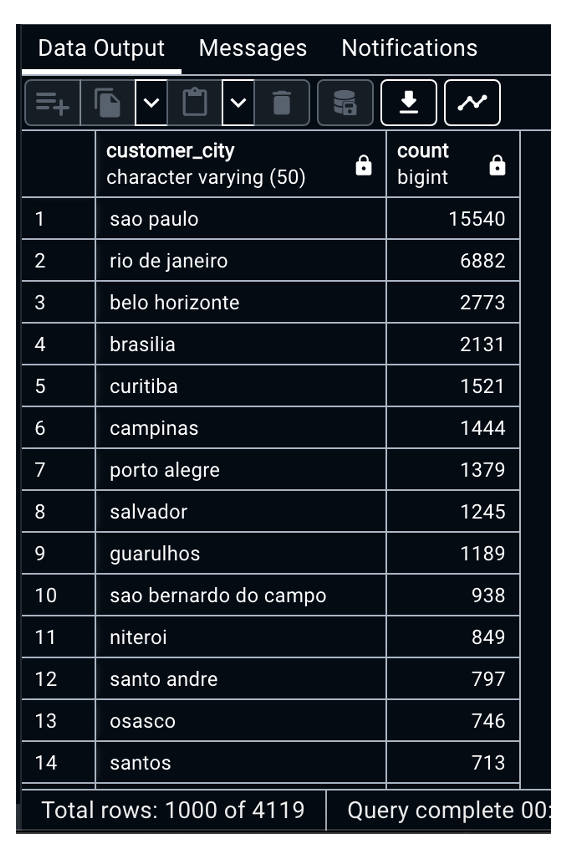 Data Output Messages Notifications
customer_city count
character varying (50) bigint
1 sao paulo 15540
2 rio de janeiro 6882
3 belo horizonte 2773
4 brasilia 2131
5 curitiba 1521
6 campinas 1444
7 porto alegre 1379
8 salvador 1245
9 guarulhos 1189
10 sao bernardo do campo 938
11 niteroi 849
12 santo andre 797
13 osasco 746
14 santos 713
Total rows: 1000 of 4119 Query complete 00: